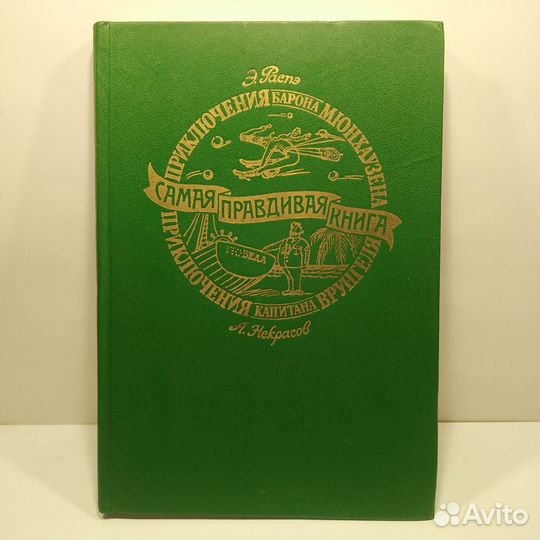 Э. Распэ
ПРИКЛЮЧЕНИЯ БАРОНА МЮНХАУЗЕНА
САМАЯ ПРАВДИВАЯ КНИГА
БЕДА
ПРИКЛЮЧЕНИЯ КАПИТАНА ВРУНГЕЛЯ
А. Некрасов
Avito